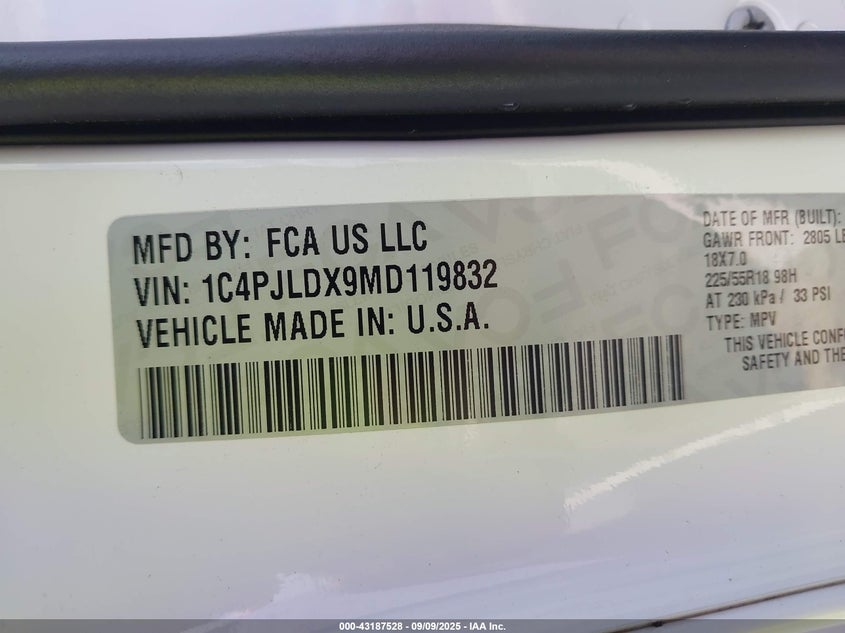 MFD BY: FCA US LLC
VIN: 1C4PJLDX9MD119832
VEHICLE MADE IN: U.S.A.
DATE OF MFR (BUILT):
GAWR FRONT: 2805 LB
18X7.0
225/55R18 98H
AT 230 kPa / 33 PSI
TYPE: MPV
THIS VEHICLE CONF
SAFETY AND THE
000-43187528 - 09/09/2025 - IAA Inc.